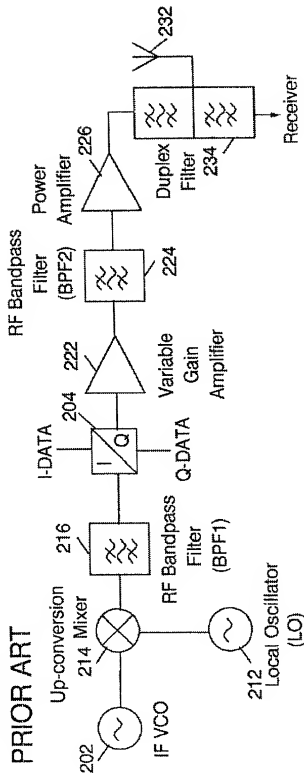 PRIOR ART
Up-conversion
Mixer
214
202
IF VCO
212
Local Oscillator
(LO)
216
RF Bandpass
Filter
(BPF1)
I-DATA
204
I
Q
Q-DATA
222
Variable
Gain
Amplifier
RF Bandpass
Filter
(BPF2)
224
Power
Amplifier
226
232
Duplex
Filter
234
Receiver